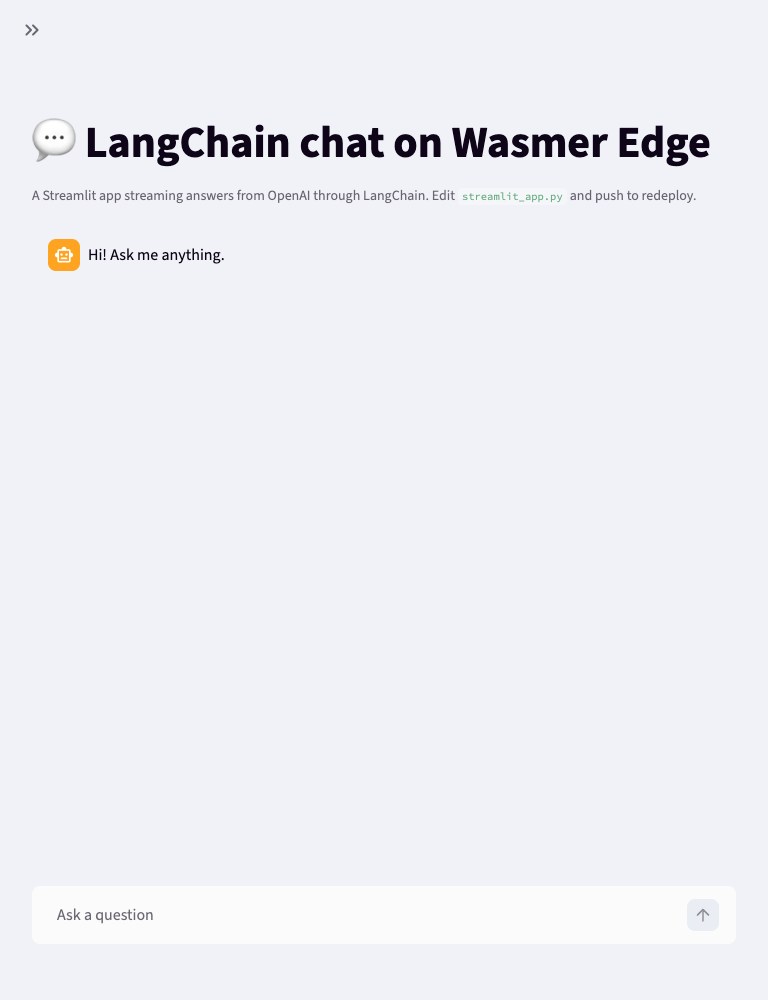 💬 LangChain chat on Wasmer Edge
A Streamlit app streaming answers from OpenAI through LangChain. Edit streamlit_app.py and push to redeploy.
Hi! Ask me anything.
Ask a question